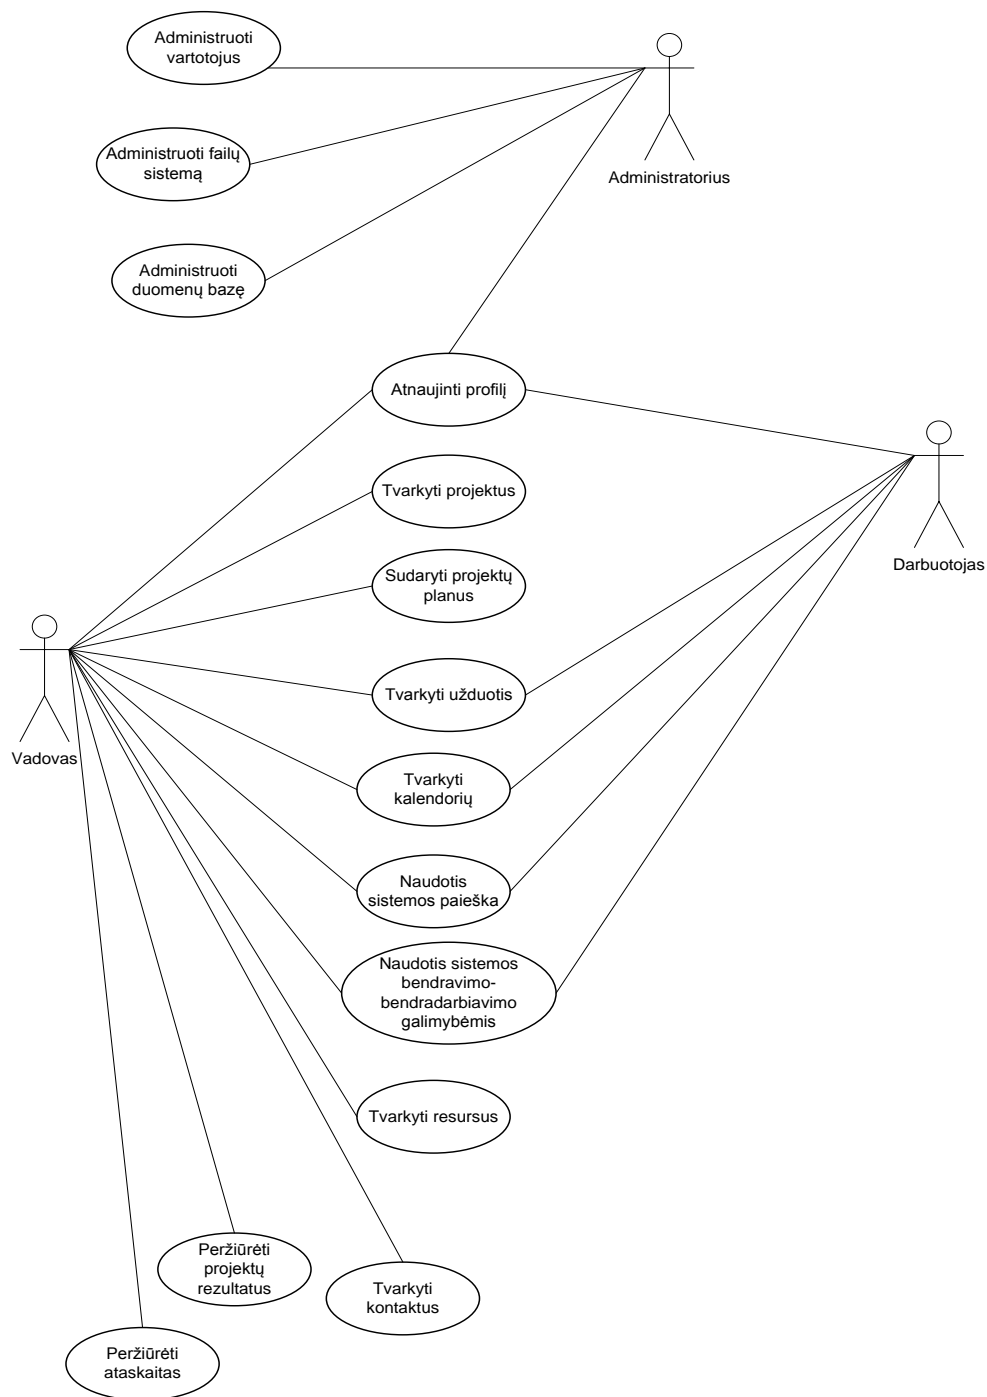 Administruoti
vartotojus
Administruoti failų
sistemą
Administratorius
Administruoti
duomenų bazę
Atnaujinti profilį
Tvarkyti projektus
Darbuotojas
Sudaryti projektų
planus
Tvarkyti užduotis
Vadovas
Tvarkyti
kalendorių
Naudotis
sistemos paieška
Naudotis sistemos
bendravimo-
bendradarbiavimo
galimybėmis
Tvarkyti resursus
Peržiūrėti
projektų
rezultatus
Tvarkyti
kontaktus
Peržiūrėti
ataskaitas